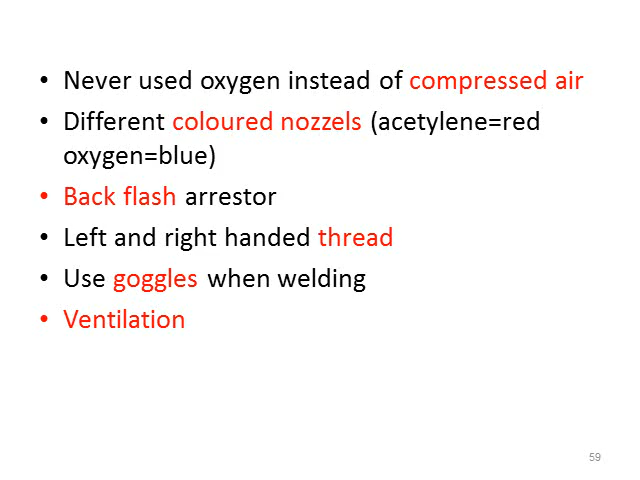 • Never used oxygen instead of compressed air
• Different coloured nozzels (acetylene=red
oxygen=blue)
• Back flash arrestor
• Left and right handed thread
• Use goggles when welding
• Ventilation
59